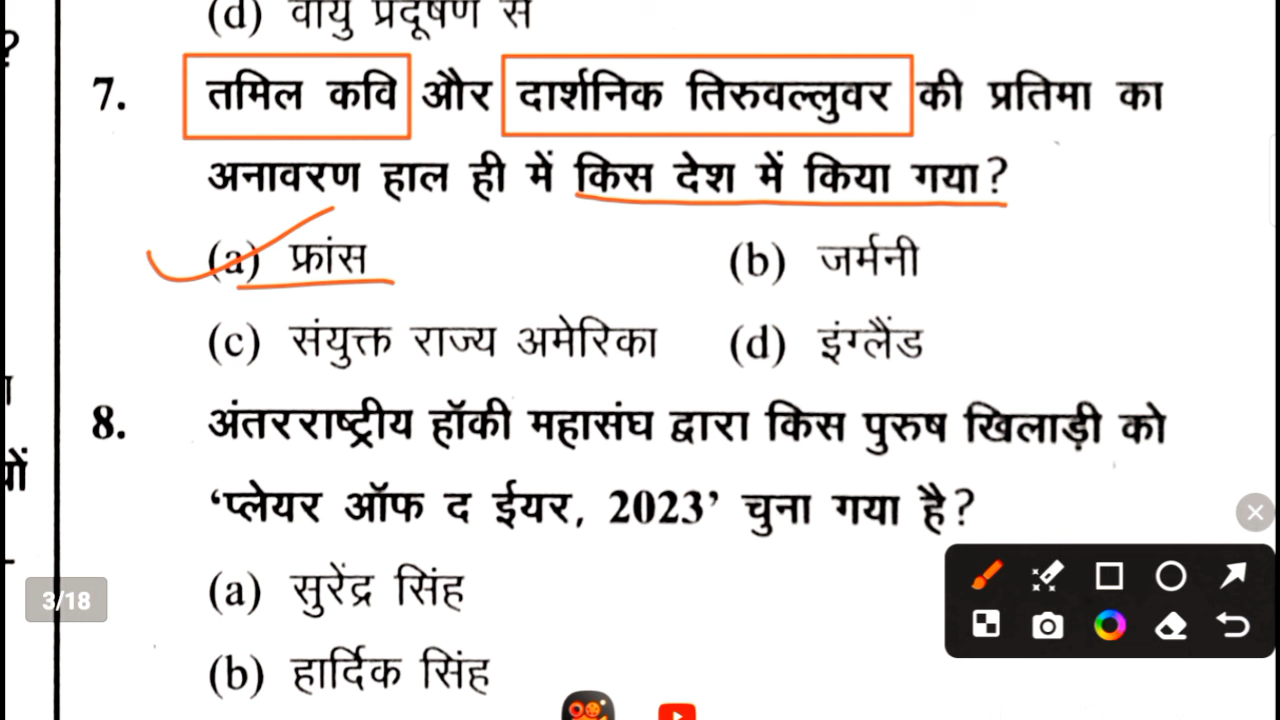 (d) वायु प्रदूषण से
?
7. तमिल कवि और दार्शनिक तिरुवल्लुवर की प्रतिमा का
अनावरण हाल ही में किस देश में किया गया?
(a) फ्रांस (b) जर्मनी
(c) संयुक्त राज्य अमेरिका (d) इंग्लैंड
8. अंतरराष्ट्रीय हॉकी महासंघ द्वारा किस पुरुष खिलाड़ी को
‘प्लेयर ऑफ द ईयर, 2023’ चुना गया है?
(a) सुरेंद्र सिंह
3/18
(b) हार्दिक सिंह